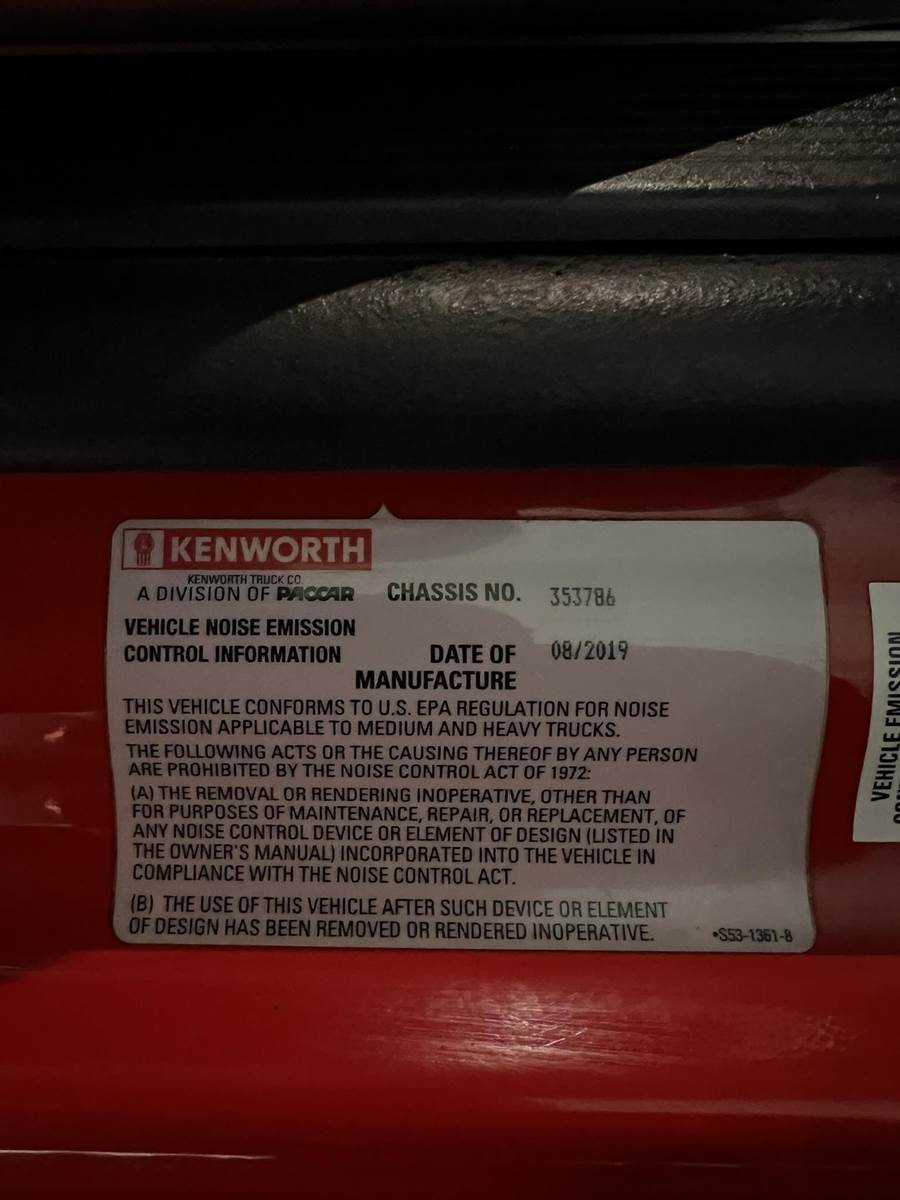 KENWORTH
KENWORTH TRUCK CO.
A DIVISION OF PACCAR
CHASSIS NO. 353786
VEHICLE NOISE EMISSION
CONTROL INFORMATION
DATE OF 08/2019
MANUFACTURE
THIS VEHICLE CONFORMS TO U.S. EPA REGULATION FOR NOISE
EMISSION APPLICABLE TO MEDIUM AND HEAVY TRUCKS.
THE FOLLOWING ACTS OR THE CAUSING THEREOF BY ANY PERSON
ARE PROHIBITED BY THE NOISE CONTROL ACT OF 1972:
(A) THE REMOVAL OR RENDERING INOPERATIVE, OTHER THAN
FOR PURPOSES OF MAINTENANCE, REPAIR, OR REPLACEMENT, OF
ANY NOISE CONTROL DEVICE OR ELEMENT OF DESIGN (LISTED IN
THE OWNER'S MANUAL) INCORPORATED INTO THE VEHICLE IN
COMPLIANCE WITH THE NOISE CONTROL ACT.
(B) THE USE OF THIS VEHICLE AFTER SUCH DEVICE OR ELEMENT
OF DESIGN HAS BEEN REMOVED OR RENDERED INOPERATIVE.
•S53-1361-8
VEHICLE EMISSION